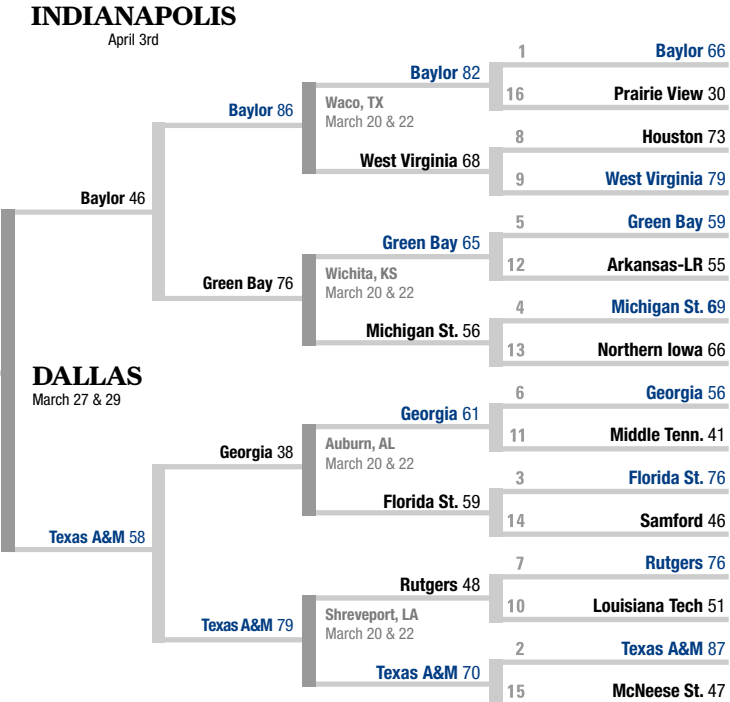 INDIANAPOLIS
April 3rd
1
Baylor 66
Baylor 82
16
Prairie View 30
Baylor 86
Waco, TX
March 20 & 22
8
Houston 73
West Virginia 68
9
West Virginia 79
Baylor 46
5
Green Bay 59
Green Bay 65
12
Arkansas-LR 55
Green Bay 76
Wichita, KS
March 20 & 22
4
Michigan St. 69
Michigan St. 56
13
Northern Iowa 66
DALLAS
March 27 & 29
6
Georgia 56
Georgia 61
11
Middle Tenn. 41
Georgia 38
Auburn, AL
March 20 & 22
3
Florida St. 76
Florida St. 59
14
Samford 46
Texas A&M 58
7
Rutgers 76
Rutgers 48
10
Louisiana Tech 51
Texas A&M 79
Shreveport, LA
March 20 & 22
2
Texas A&M 87
Texas A&M 70
15
McNeese St. 47